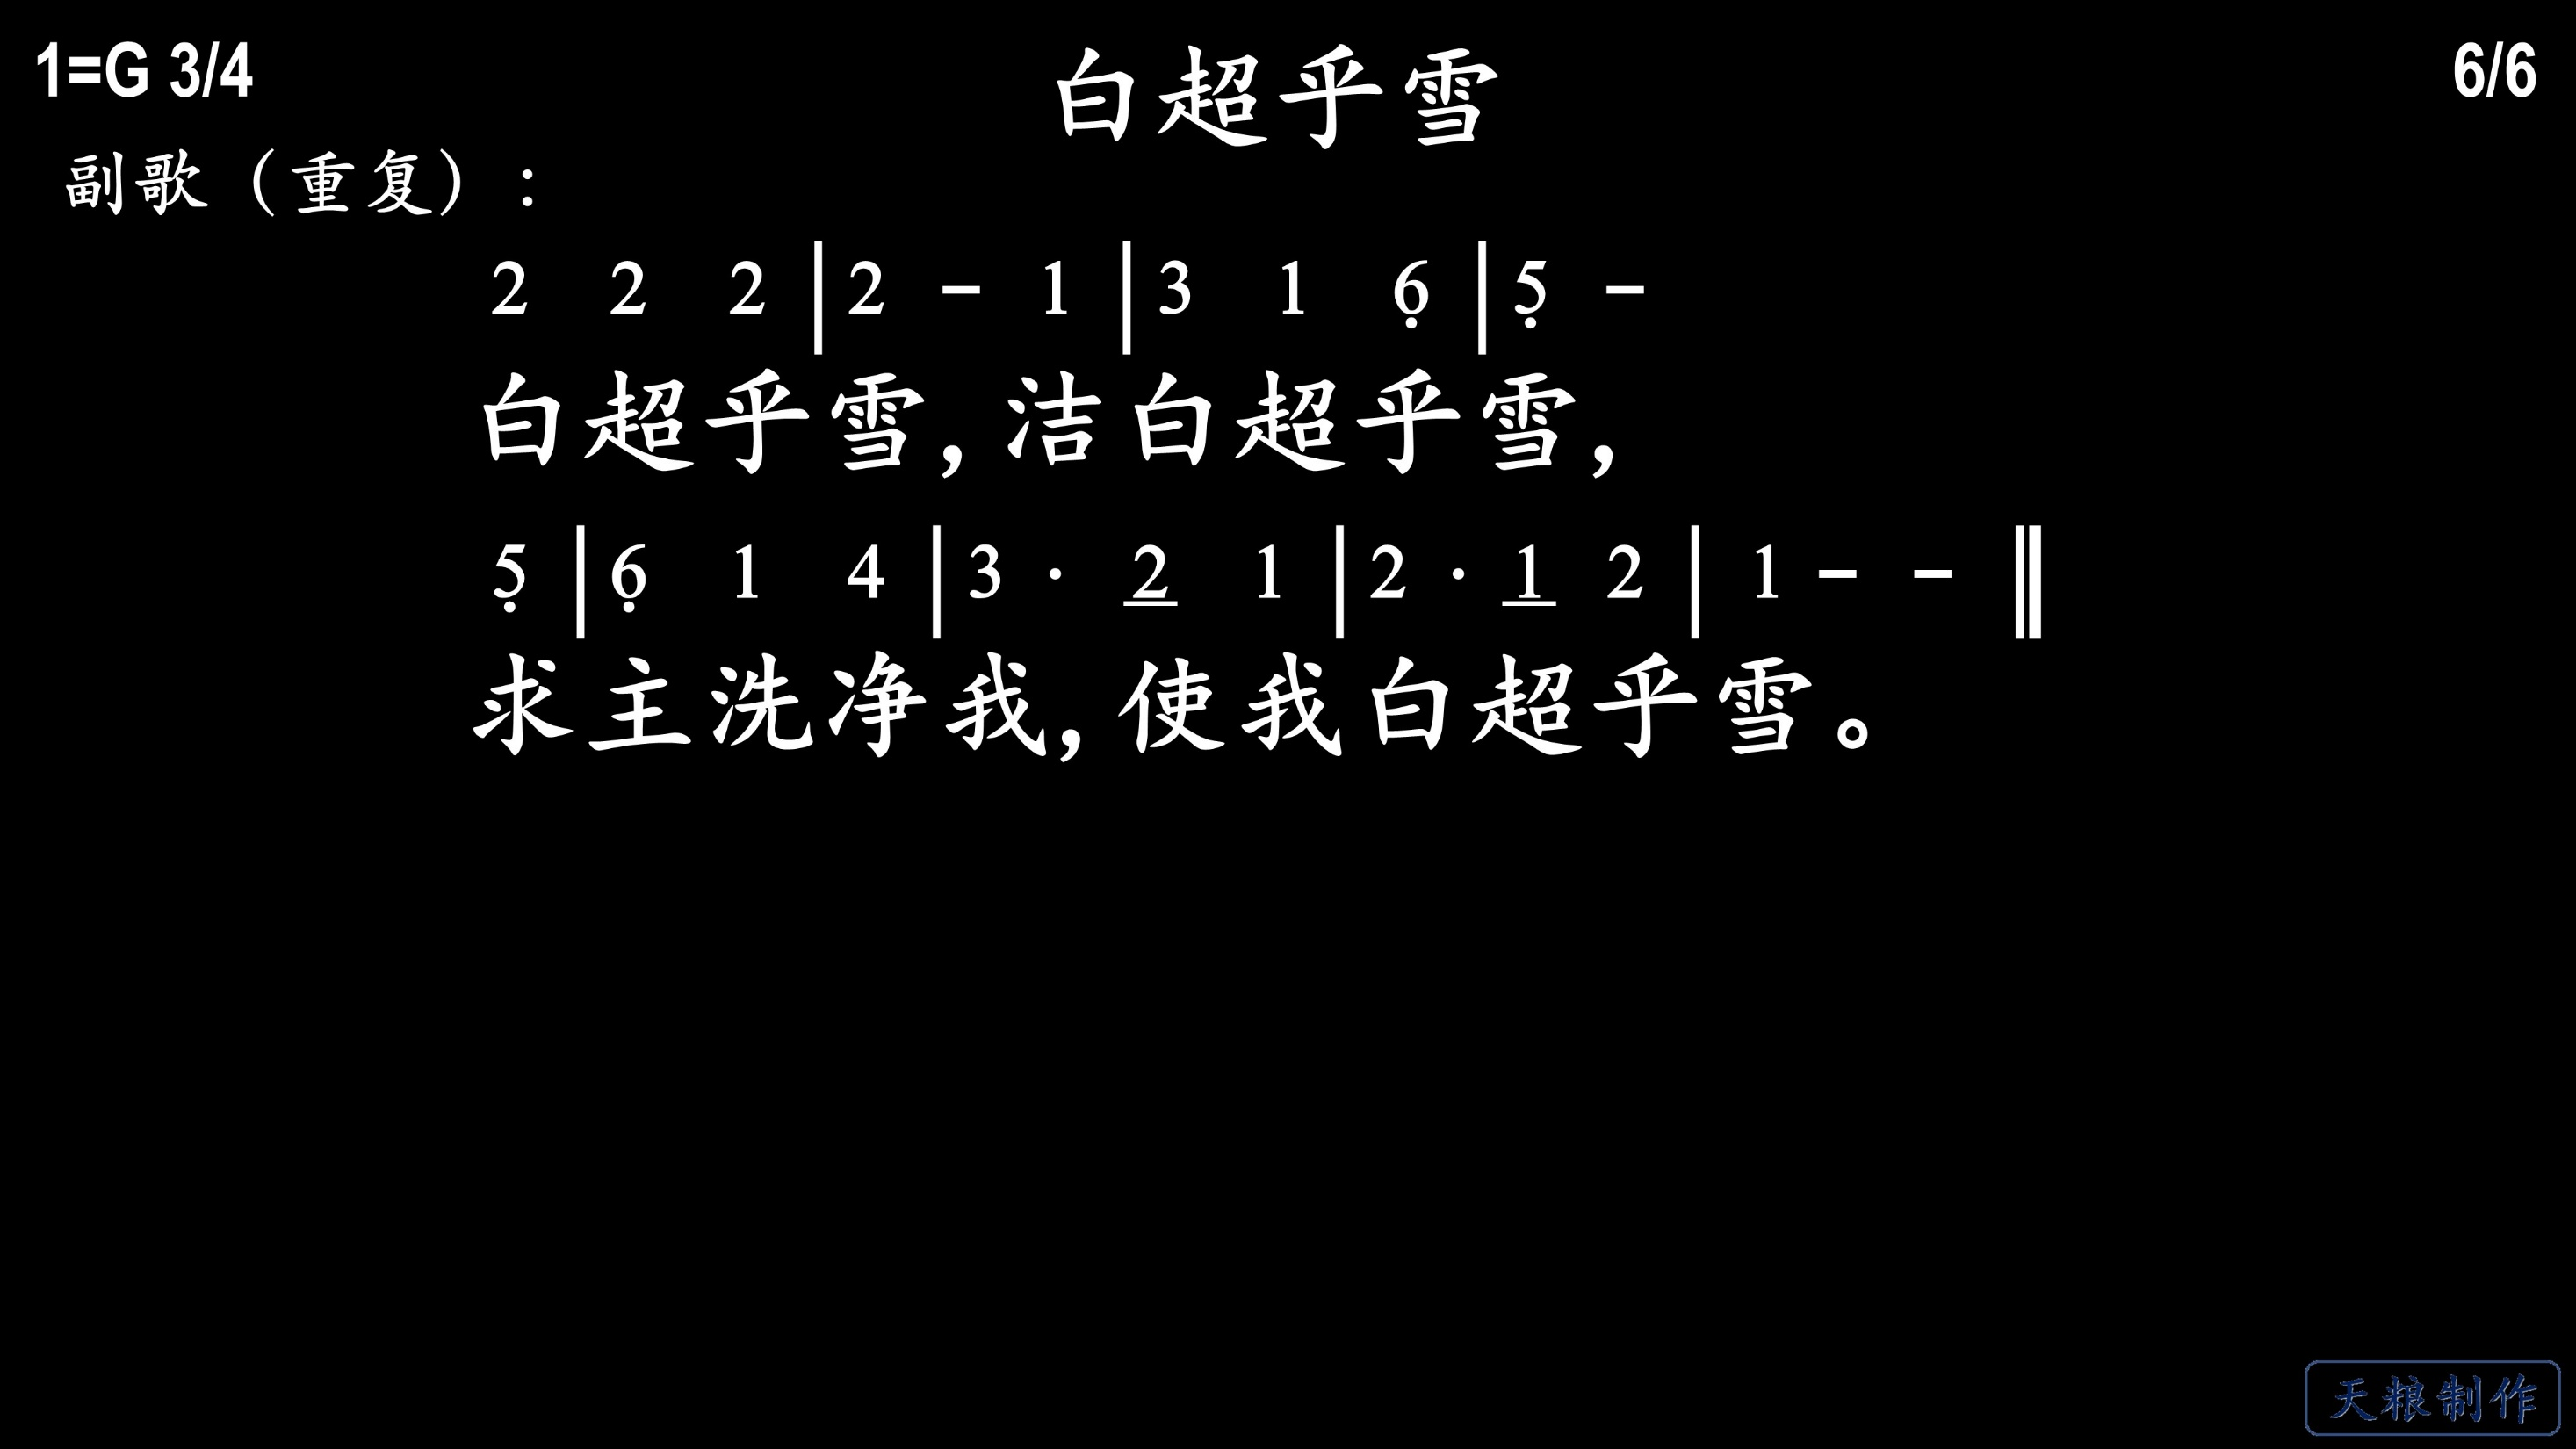 1=G 3/4 白超乎雪 6/6
副歌（重复）：
2 2 2 | 2 － 1 | 3 1 6̣ | 5̣ －
白超乎雪，洁白超乎雪，
5̣ | 6̣ 1 4 | 3 · 2̲ 1 | 2 · 1̲ 2 | 1 － － ‖
求主洗净我，使我白超乎雪。
天粮制作